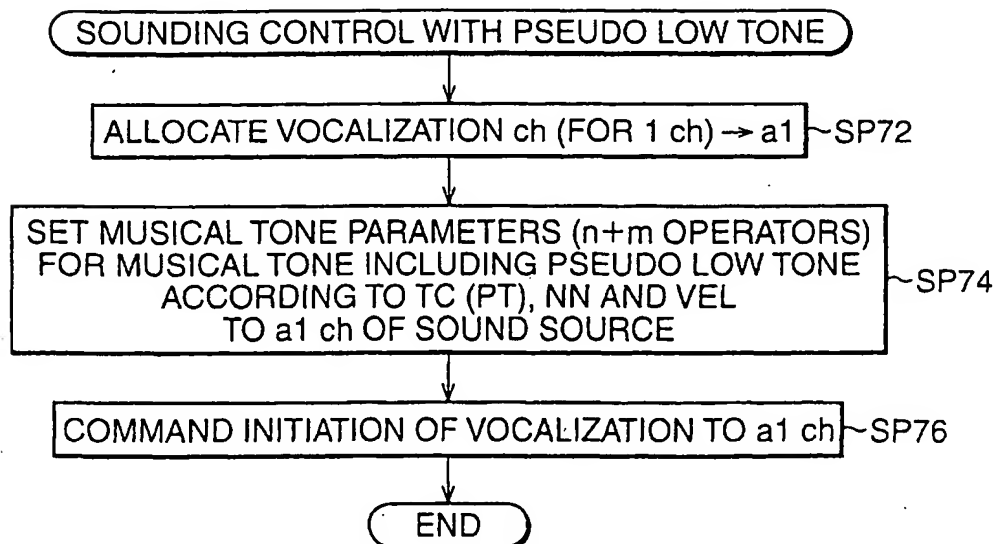 SOUNDING CONTROL WITH PSEUDO LOW TONE
ALLOCATE VOCALIZATION ch (FOR 1 ch) → a1 ~SP72
SET MUSICAL TONE PARAMETERS (n+m OPERATORS)
FOR MUSICAL TONE INCLUDING PSEUDO LOW TONE
ACCORDING TO TC (PT), NN AND VEL
TO a1 ch OF SOUND SOURCE
~SP74
COMMAND INITIATION OF VOCALIZATION TO a1 ch ~SP76
END